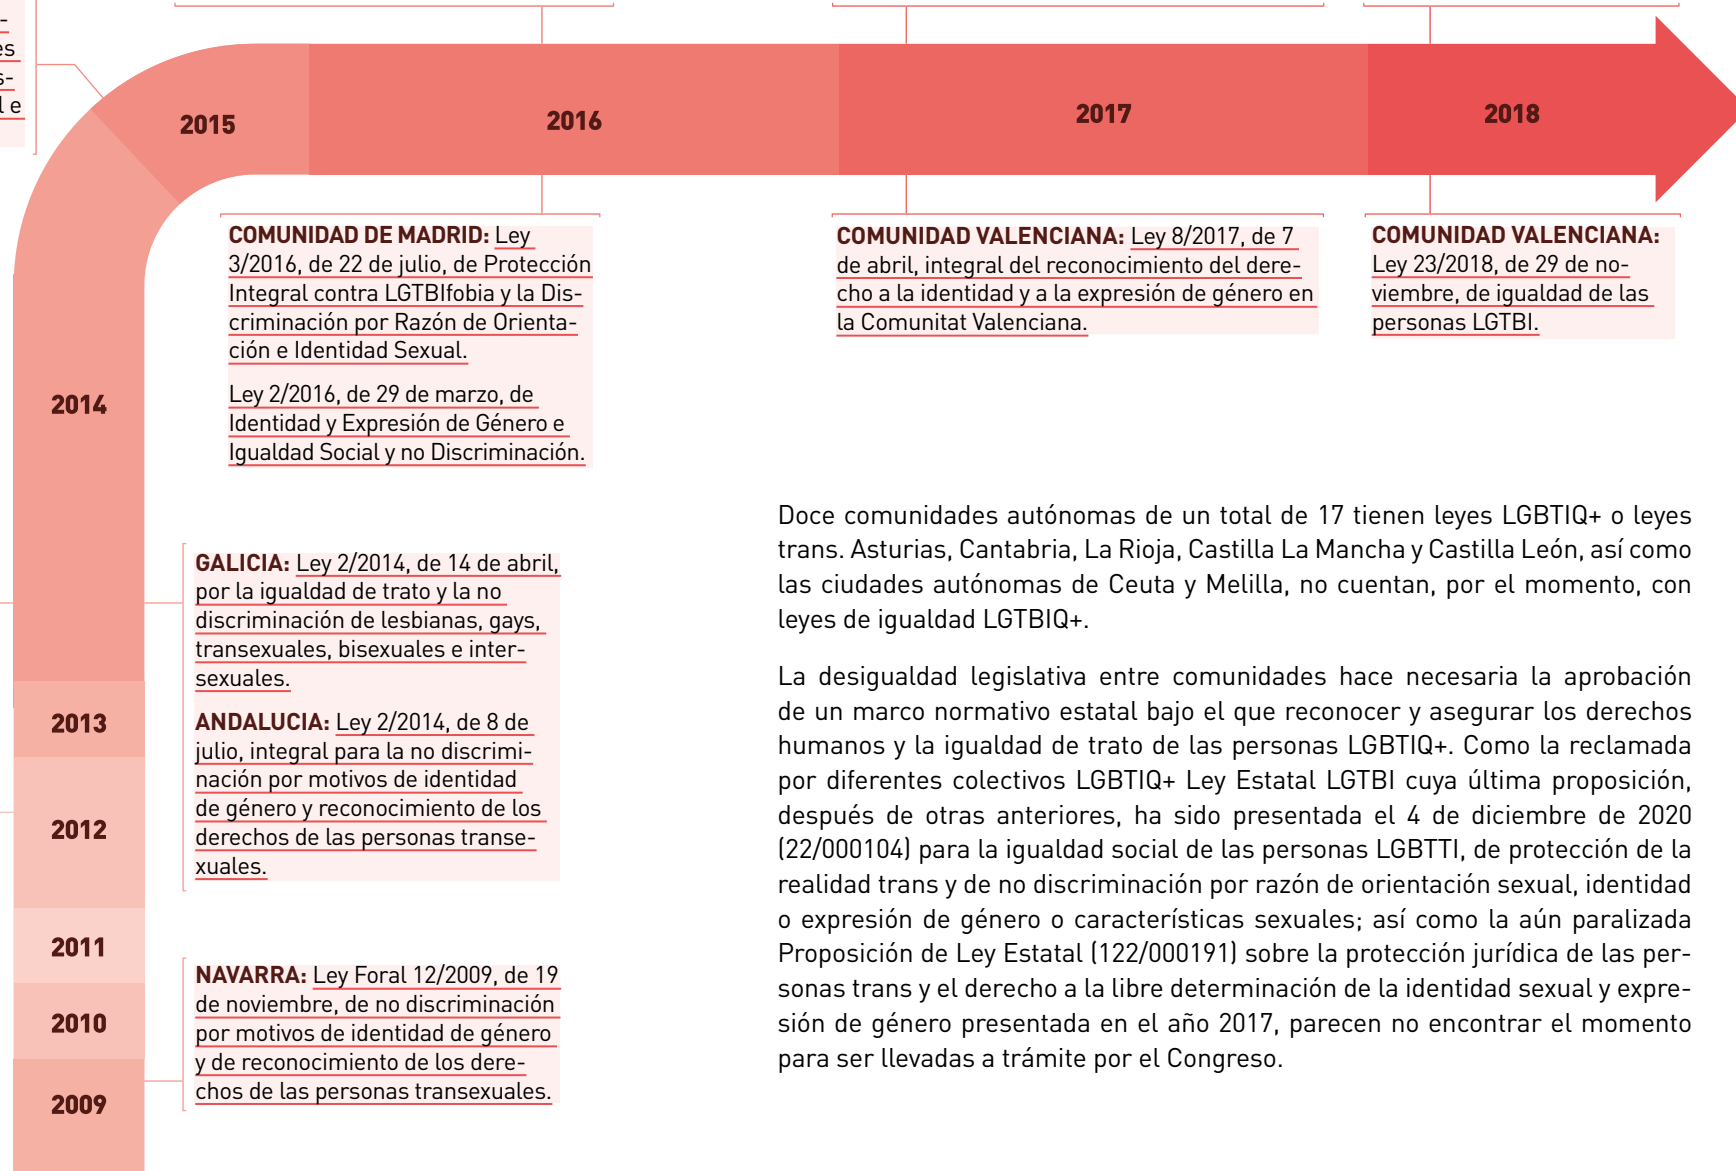 es
l e
2015
2016
2017
2018
COMUNIDAD DE MADRID: Ley
3/2016, de 22 de julio, de Protección
Integral contra LGTBIfobia y la Dis-
criminación por Razón de Orienta-
ción e Identidad Sexual.
Ley 2/2016, de 29 de marzo, de
Identidad y Expresión de Género e
Igualdad Social y no Discriminación.
COMUNIDAD VALENCIANA: Ley 8/2017, de 7
de abril, integral del reconocimiento del dere-
cho a la identidad y a la expresión de género en
la Comunitat Valenciana.
COMUNIDAD VALENCIANA:
Ley 23/2018, de 29 de no-
viembre, de igualdad de las
personas LGTBI.
2014
GALICIA: Ley 2/2014, de 14 de abril,
por la igualdad de trato y la no
discriminación de lesbianas, gays,
transexuales, bisexuales e inter-
sexuales.
ANDALUCIA: Ley 2/2014, de 8 de
julio, integral para la no discrimi-
nación por motivos de identidad
de género y reconocimiento de los
derechos de las personas transe-
xuales.
2013
2012
2011
2010
2009
NAVARRA: Ley Foral 12/2009, de 19
de noviembre, de no discriminación
por motivos de identidad de género
y de reconocimiento de los dere-
chos de las personas transexuales.
Doce comunidades autónomas de un total de 17 tienen leyes LGBTIQ+ o leyes
trans. Asturias, Cantabria, La Rioja, Castilla La Mancha y Castilla León, así como
las ciudades autónomas de Ceuta y Melilla, no cuentan, por el momento, con
leyes de igualdad LGTBIQ+.
La desigualdad legislativa entre comunidades hace necesaria la aprobación
de un marco normativo estatal bajo el que reconocer y asegurar los derechos
humanos y la igualdad de trato de las personas LGBTIQ+. Como la reclamada
por diferentes colectivos LGBTIQ+ Ley Estatal LGTBI cuya última proposición,
después de otras anteriores, ha sido presentada el 4 de diciembre de 2020
(22/000104) para la igualdad social de las personas LGBTTI, de protección de la
realidad trans y de no discriminación por razón de orientación sexual, identidad
o expresión de género o características sexuales; así como la aún paralizada
Proposición de Ley Estatal (122/000191) sobre la protección jurídica de las per-
sonas trans y el derecho a la libre determinación de la identidad sexual y expre-
sión de género presentada en el año 2017, parecen no encontrar el momento
para ser llevadas a trámite por el Congreso.